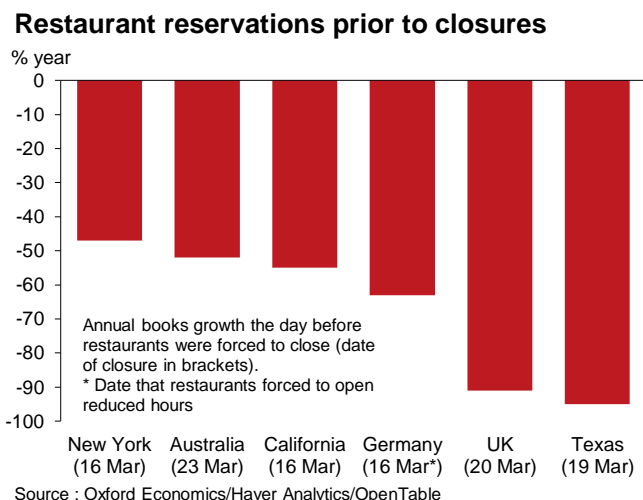 Restaurant reservations prior to closures
% year
0
-10
-20
-30
-40
-50
-60
-70
-80
-90
-100
Annual books growth the day before
restaurants were forced to close (date
of closure in brackets).
* Date that restaurants forced to open
reduced hours
New York Australia California Germany UK Texas
(16 Mar) (23 Mar) (16 Mar) (16 Mar*) (20 Mar) (19 Mar)
Source : Oxford Economics/Haver Analytics/OpenTable